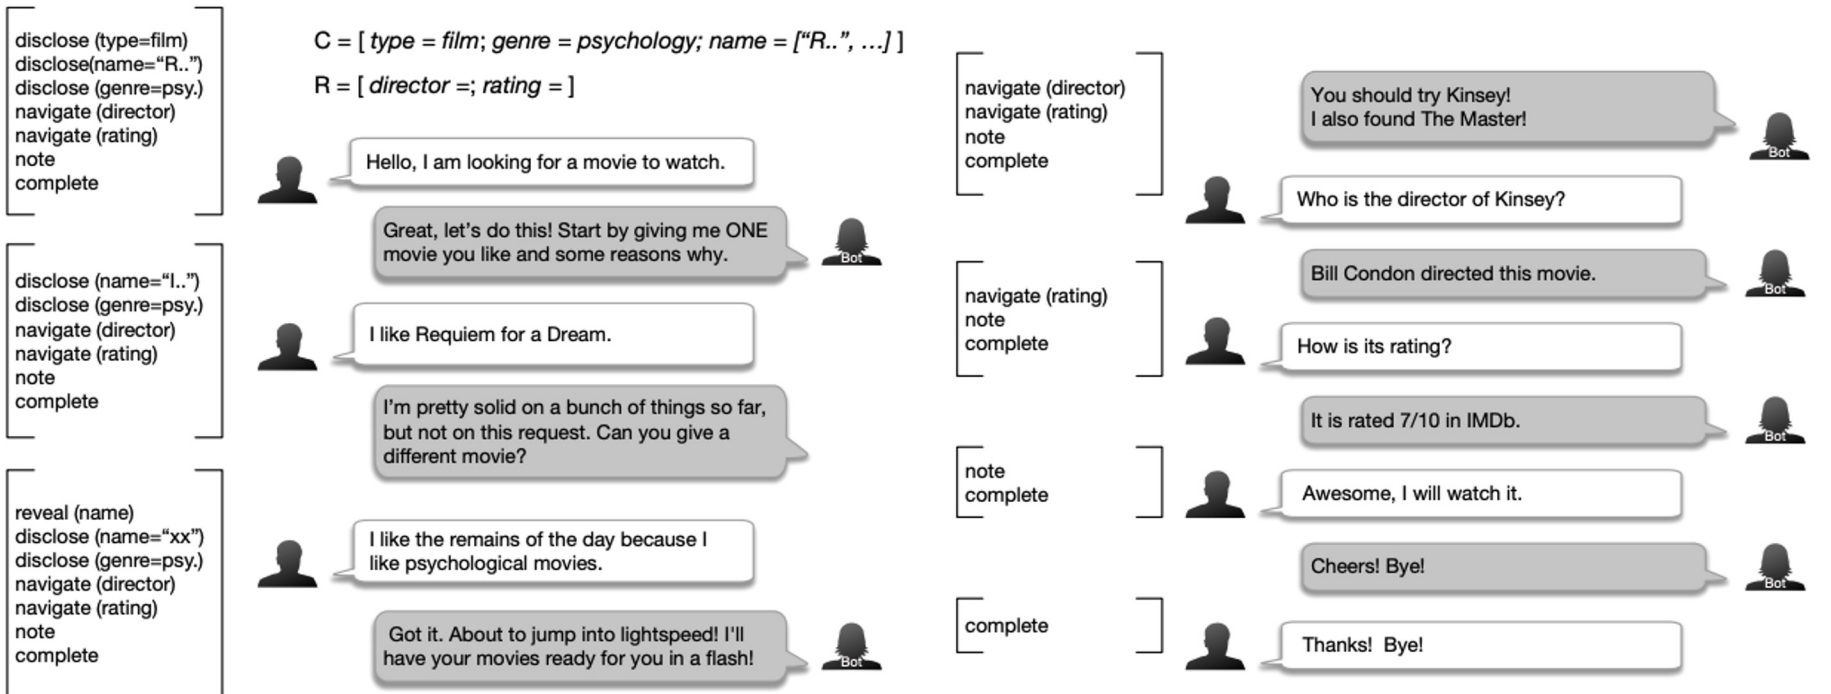 disclose (type=film)
disclose(name=“R..”)
disclose (genre=psy.)
navigate (director)
navigate (rating)
note
complete
C = [ type = film; genre = psychology; name = [“R..”, ...] ]
R = [ director =; rating = ]
Hello, I am looking for a movie to watch.
Great, let’s do this! Start by giving me ONE
movie you like and some reasons why.
Bot
disclose (name=“I..”)
disclose (genre=psy.)
navigate (director)
navigate (rating)
note
complete
I like Requiem for a Dream.
I’m pretty solid on a bunch of things so far,
but not on this request. Can you give a
different movie?
reveal (name)
disclose (name=“xx”)
disclose (genre=psy.)
navigate (director)
navigate (rating)
note
complete
I like the remains of the day because I
like psychological movies.
Got it. About to jump into lightspeed! I'll
have your movies ready for you in a flash!
Bot
navigate (director)
navigate (rating)
note
complete
You should try Kinsey!
I also found The Master!
Bot
Who is the director of Kinsey?
Bill Condon directed this movie.
Bot
navigate (rating)
note
complete
How is its rating?
It is rated 7/10 in IMDb.
Bot
note
complete
Awesome, I will watch it.
Cheers! Bye!
Bot
complete
Thanks!  Bye!